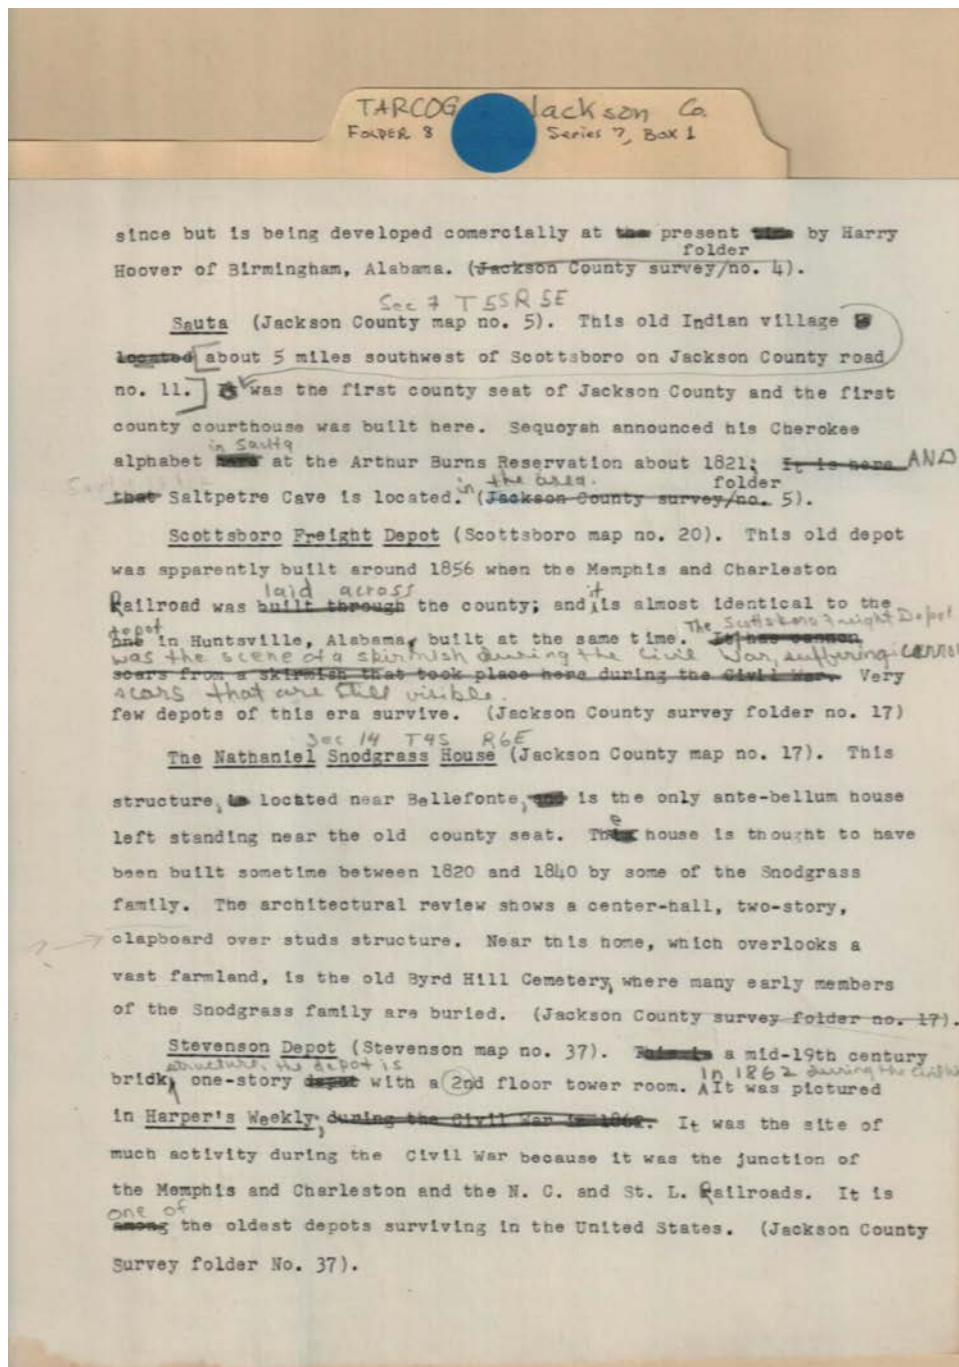 TARCOG Jackson Co.
FOLDER 8 Series 7, Box 1
since but is being developed comercially at the present time by Harry
folder
Hoover of Birmingham, Alabama. (Jackson County survey/no. 4).
Sec 7 T5S R5E
Sauta (Jackson County map no. 5). This old Indian village
located about 5 miles southwest of Scottsboro on Jackson County road
no. 11. was the first county seat of Jackson County and the first
county courthouse was built here. Sequoyah announced his Cherokee
in Sauta
alphabet at the Arthur Burns Reservation about 1821; It is here AND
in the area. folder
that Saltpetre Cave is located. (Jackson County survey/no. 5).
Scottsboro Freight Depot (Scottsboro map no. 20). This old depot
was apparently built around 1856 when the Memphis and Charleston
laid across it
Railroad was built through the county; and is almost identical to the
depot The Scottsboro Freight Depot
one in Huntsville, Alabama, built at the same time. It has cannon
was the scene of a skirmish during the Civil War, suffering cannon
scars from a skirmish that took place here during the Civil War. Very
scars that are still visible.
few depots of this era survive. (Jackson County survey folder no. 17)
Sec 14 T4S R6E
The Nathaniel Snodgrass House (Jackson County map no. 17). This
structure, located near Bellefonte, is the only ante-bellum house
left standing near the old county seat. The house is thought to have
been built sometime between 1820 and 1840 by some of the Snodgrass
family. The architectural review shows a center-hall, two-story,
? → clapboard over studs structure. Near this home, which overlooks a
vast farmland, is the old Byrd Hill Cemetery, where many early members
of the Snodgrass family are buried. (Jackson County survey folder no. 17).
Stevenson Depot (Stevenson map no. 37). This is a mid-19th century
structure, the depot is In 1862 during the Civil
brick, one-story depot with a 2nd floor tower room. It was pictured
in Harper's Weekly, during the Civil War in 1862. It was the site of
much activity during the Civil War because it was the junction of
the Memphis and Charleston and the N. C. and St. L. Railroads. It is
one of
among the oldest depots surviving in the United States. (Jackson County
Survey folder No. 37).